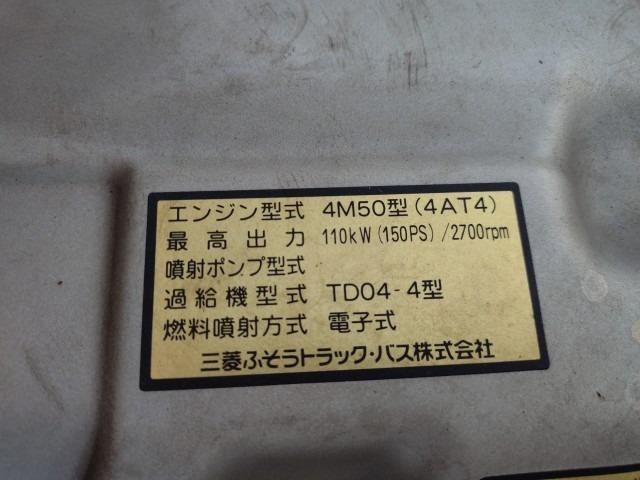 エンジン型式 4M50型(4AT4)
最高出力 110kW(150PS)/2700rpm
噴射ポンプ型式
過給機型式 TD04-4型
燃料噴射方式 電子式
三菱ふそうトラック・バス株式会社